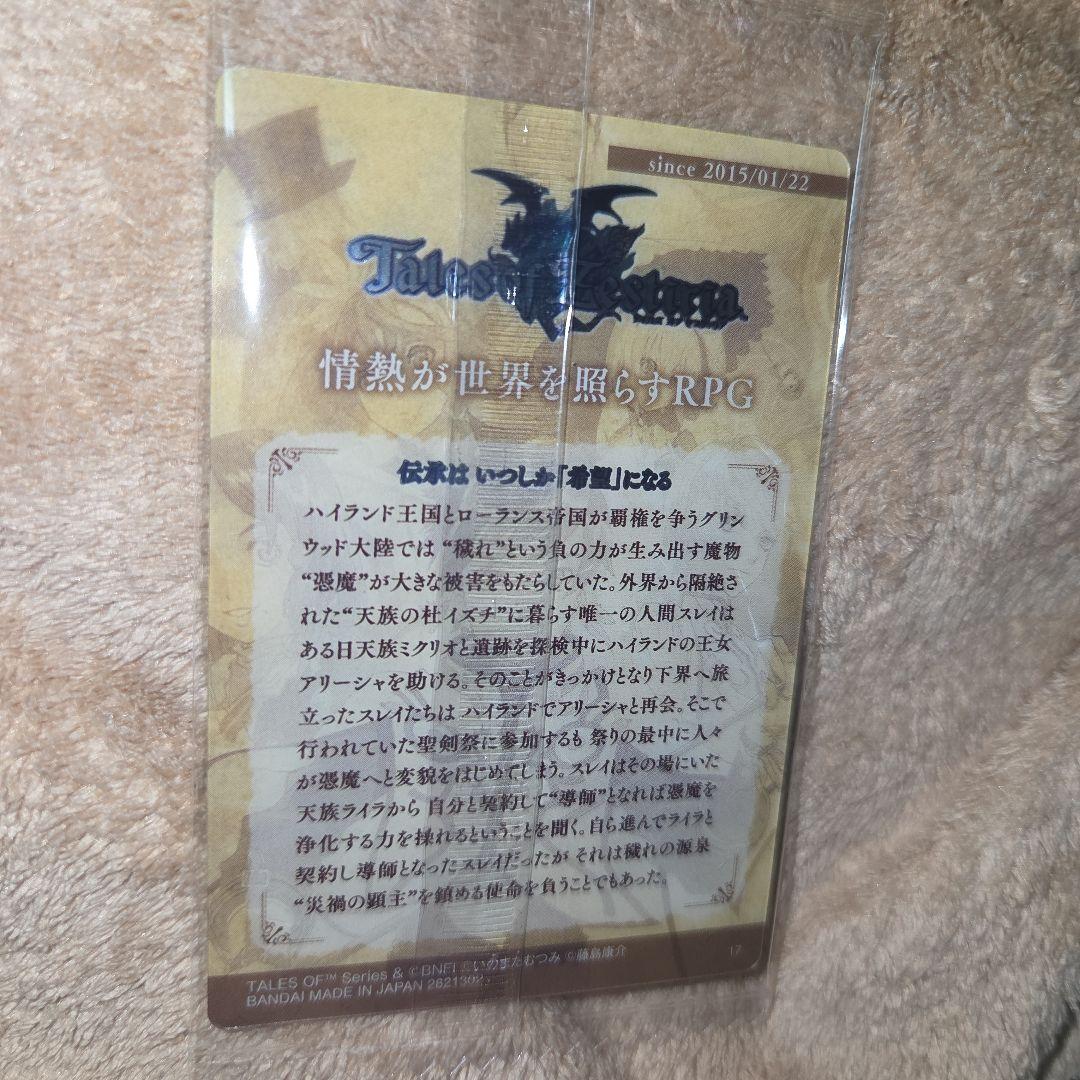 since 2015/01/22
Tales of Zestiria
情熱が世界を照らすRPG
伝承は いつしか「希望」になる
ハイランド王国とローランス帝国が覇権を争うグリン
ウッド大陸では “穢れ”という負の力が生み出す魔物
“憑魔”が大きな被害をもたらしていた。外界から隔絶さ
れた“天族の杜イズチ”に暮らす唯一の人間スレイは
ある日天族ミクリオと遺跡を探検中にハイランドの王女
アリーシャを助ける。そのことがきっかけとなり下界へ旅
立ったスレイたちは ハイランドでアリーシャと再会。そこで
行われていた聖剣祭に参加するも 祭りの最中に人々
が憑魔へと変貌をはじめてしまう。スレイはその場にいた
天族ライラから 自分と契約して“導師”となれば憑魔を
浄化する力を操れるということを聞く。自ら進んでライラと
契約し導師となったスレイだったが それは穢れの源泉
“災禍の顕主”を鎮める使命を負うことでもあった。
TALES OF™ Series & ©BNEI ©いのまたむつみ ©藤島康介
BANDAI MADE IN JAPAN
17